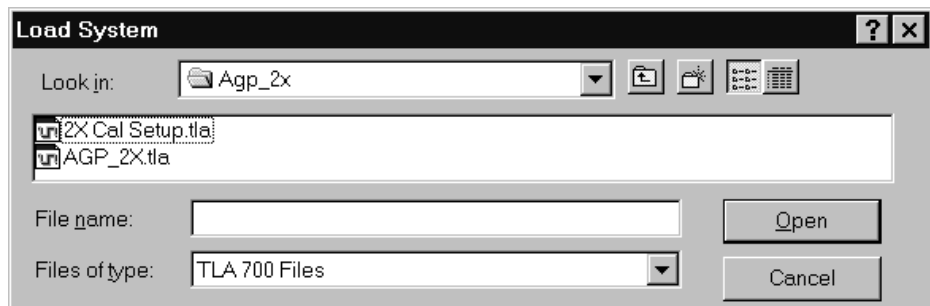 Load System
Look in: Agp_2x
2X Cal Setup.tla
AGP_2X.tla
File name: Open
Files of type: TLA 700 Files Cancel